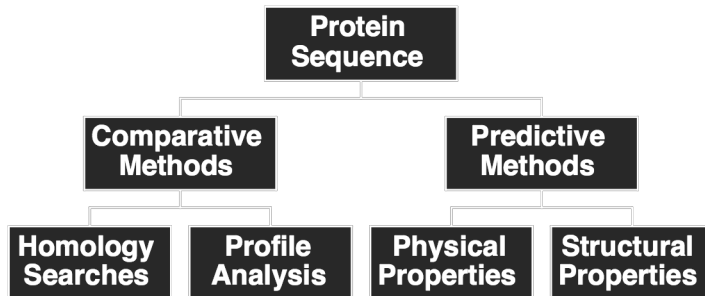 Protein
Sequence
Comparative
Methods
Predictive
Methods
Homology
Searches
Profile
Analysis
Physical
Properties
Structural
Properties